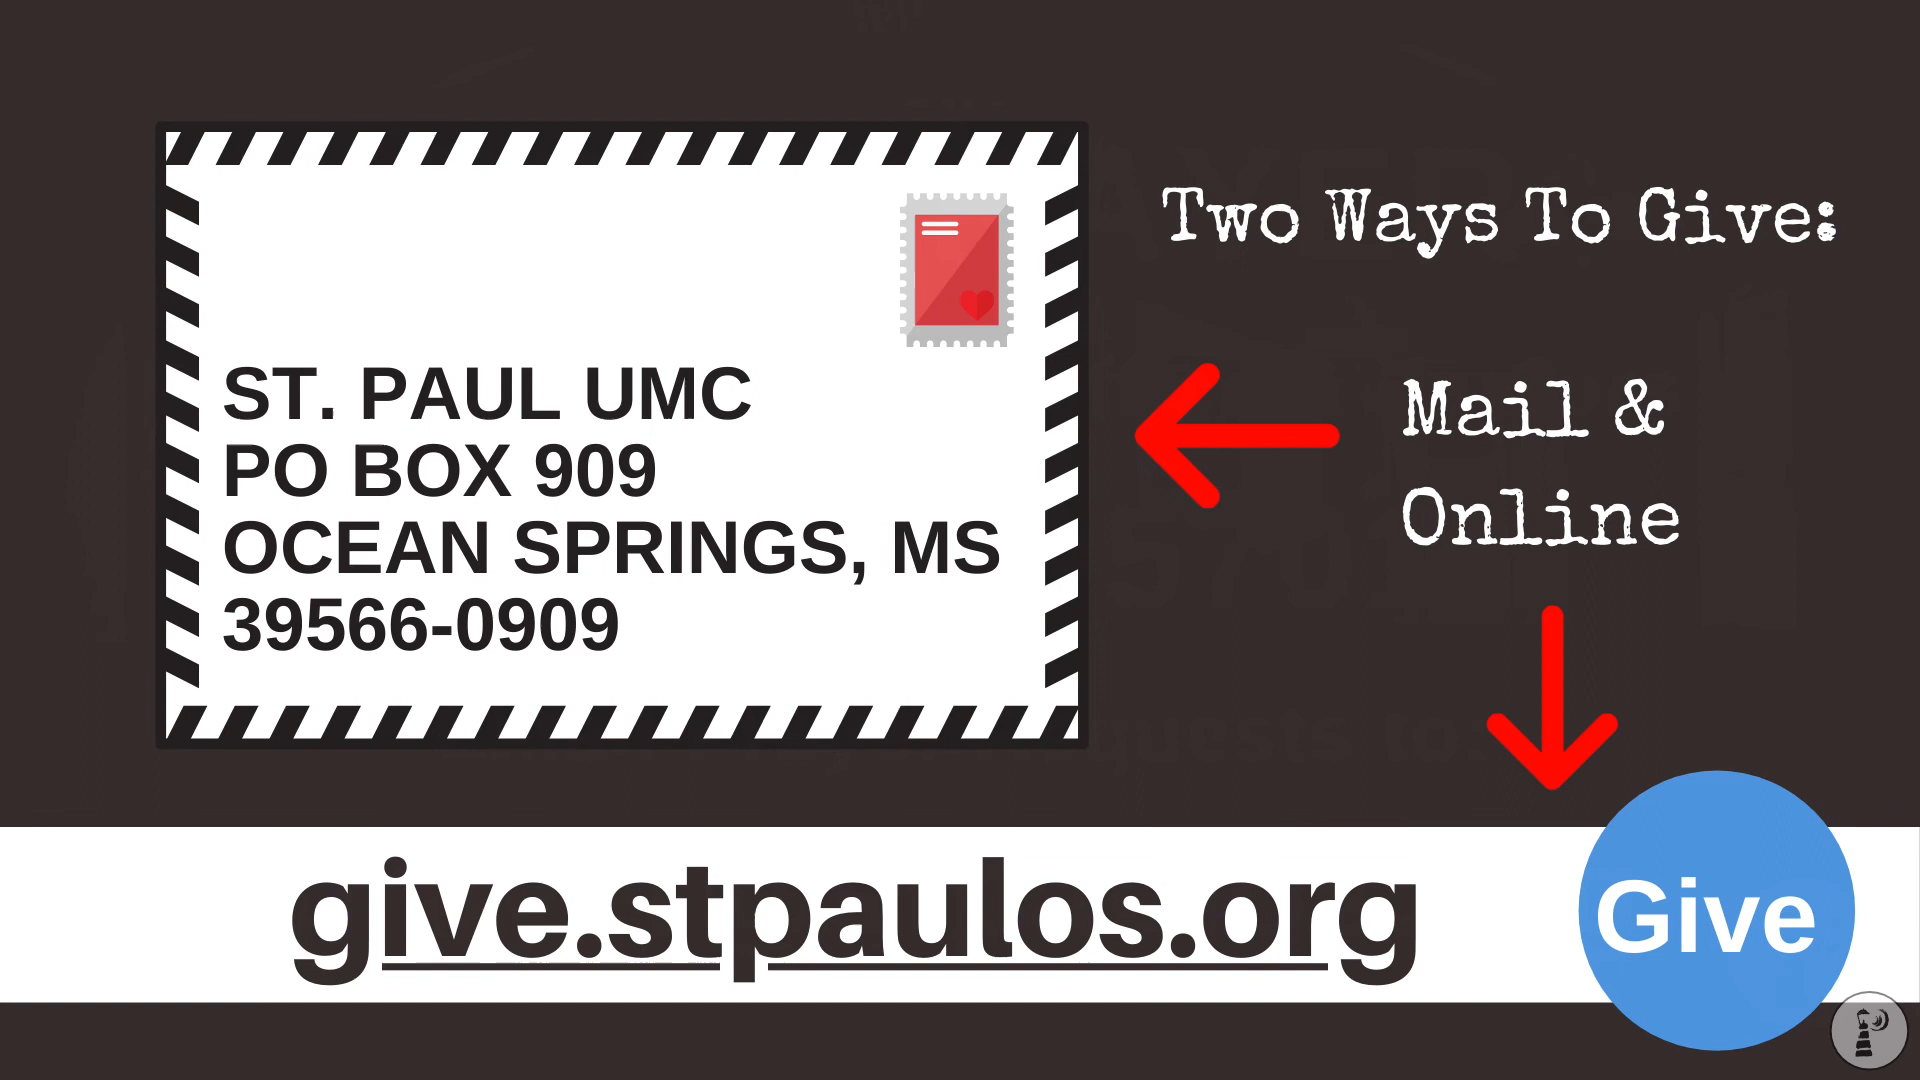 Two Ways To Give:
ST. PAUL UMC
PO BOX 909
OCEAN SPRINGS, MS
39566-0909
Mail &
Online
give.stpaulos.org
Give